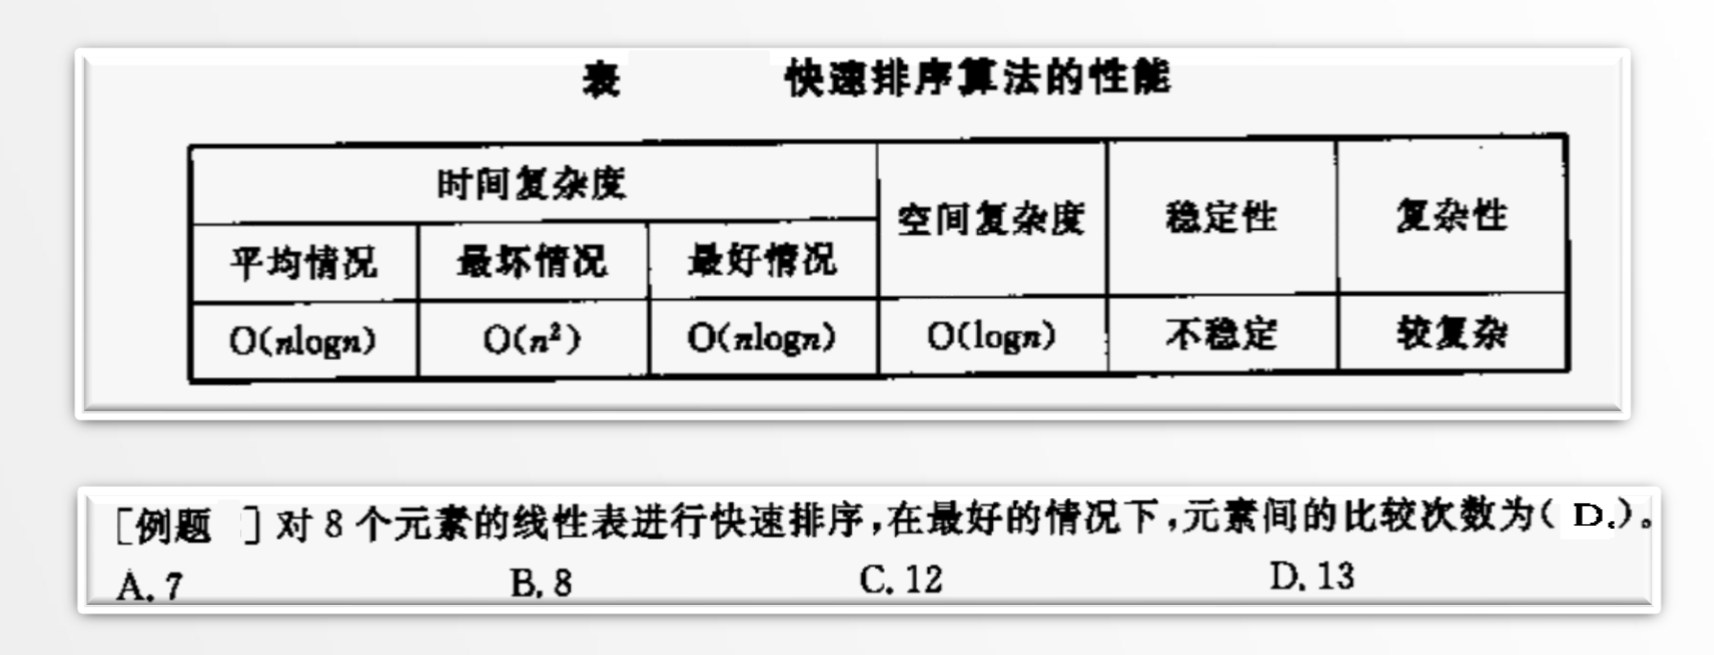 表 快速排序算法的性能
时间复杂度 空间复杂度 稳定性 复杂性
平均情况 最坏情况 最好情况
O(nlogn) O(n²) O(nlogn) O(logn) 不稳定 较复杂
[例题 ] 对 8 个元素的线性表进行快速排序,在最好的情况下,元素间的比较次数为( D.)。
A. 7 B. 8 C. 12 D. 13